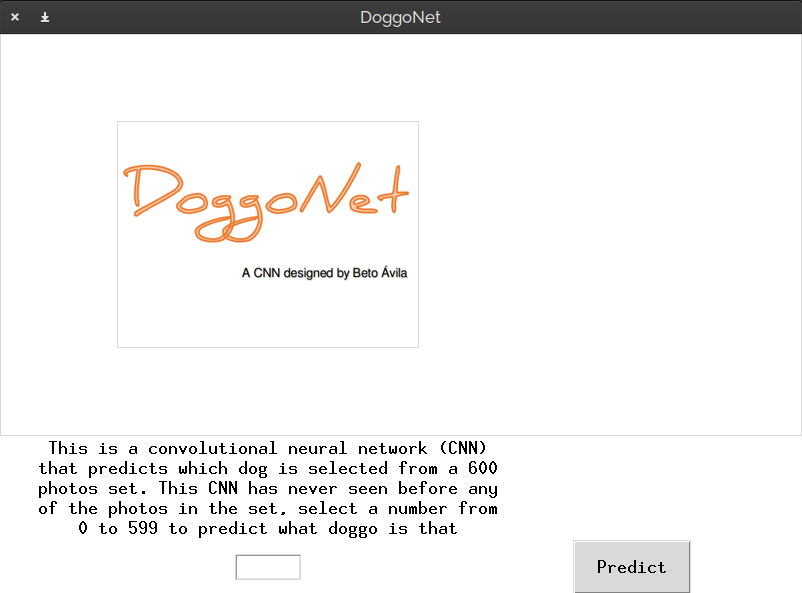 DoggoNet
DoggoNet
A CNN designed by Beto Ávila
This is a convolutional neural network (CNN)
that predicts which dog is selected from a 600
photos set. This CNN has never seen before any
of the photos in the set, select a number from
0 to 599 to predict what doggo is that
Predict